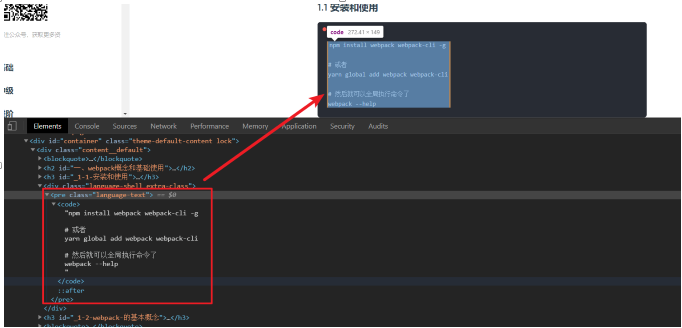 1.1 安装和使用
注公众号，获取更多资
code 272.41 × 149
npm install webpack webpack-cli -g
# 或者
yarn global add webpack webpack-cli
# 然后就可以全局执行命令了
webpack --help
Elements Console Sources Network Performance Memory Application Security Audits
▼<div id="container" class="theme-default-content lock">
▼<div class="content__default">
▶<blockquote>…</blockquote>
▶<h2 id="一、webpack概念和基础使用">…</h2>
▶<h3 id="_1-1-安装和使用">…</h3>
▼<div class="language-shell extra-class">
▼<pre class="language-text"> == $0
▼<code>
"npm install webpack webpack-cli -g
# 或者
yarn global add webpack webpack-cli
# 然后就可以全局执行命令了
webpack --help
"
</code>
::after
</pre>
</div>
▶<h3 id="_1-2-webpack-的基本概念">…</h3>
▶<blockquote>…</blockquote>